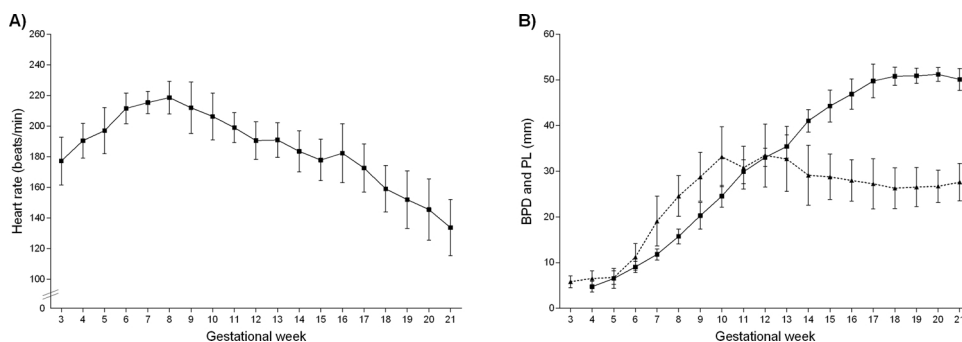 A)
260
240
220
200
180
160
140
120
100
0
Heart rate (beats/min)
3 4 5 6 7 8 9 10 11 12 13 14 15 16 17 18 19 20 21
Gestational week
B)
60
50
40
30
20
10
0
BPD and PL (mm)
3 4 5 6 7 8 9 10 11 12 13 14 15 16 17 18 19 20 21
Gestational week